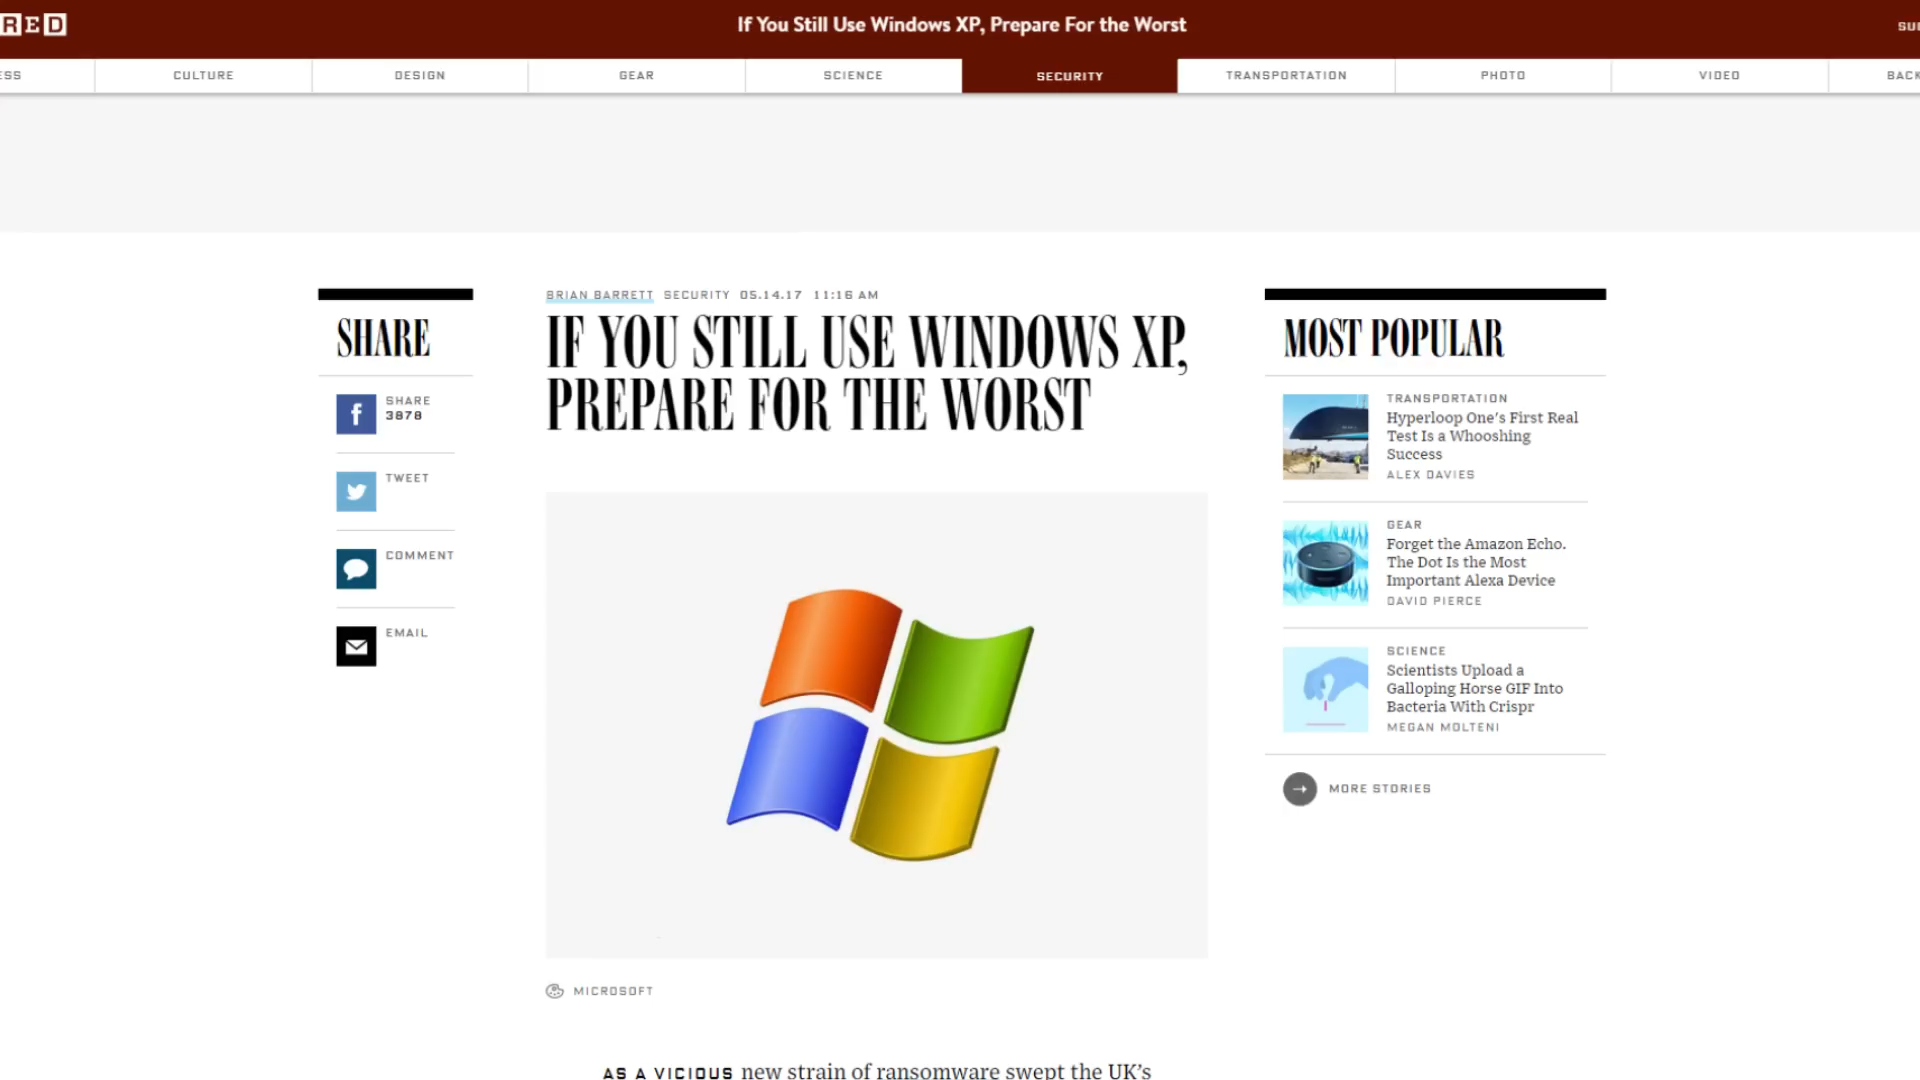 RED
If You Still Use Windows XP, Prepare For the Worst
SU
ESS
CULTURE
DESIGN
GEAR
SCIENCE
SECURITY
TRANSPORTATION
PHOTO
VIDEO
BACK
SHARE
SHARE
3878
TWEET
COMMENT
EMAIL
BRIAN BARRETT SECURITY 05.14.17 11:16 AM
IF YOU STILL USE WINDOWS XP,
PREPARE FOR THE WORST
MICROSOFT
AS A VICIOUS new strain of ransomware swept the UK’s
MOST POPULAR
TRANSPORTATION
Hyperloop One's First Real
Test Is a Whooshing
Success
ALEX DAVIES
GEAR
Forget the Amazon Echo.
The Dot Is the Most
Important Alexa Device
DAVID PIERCE
SCIENCE
Scientists Upload a
Galloping Horse GIF Into
Bacteria With Crispr
MEGAN MOLTENI
MORE STORIES